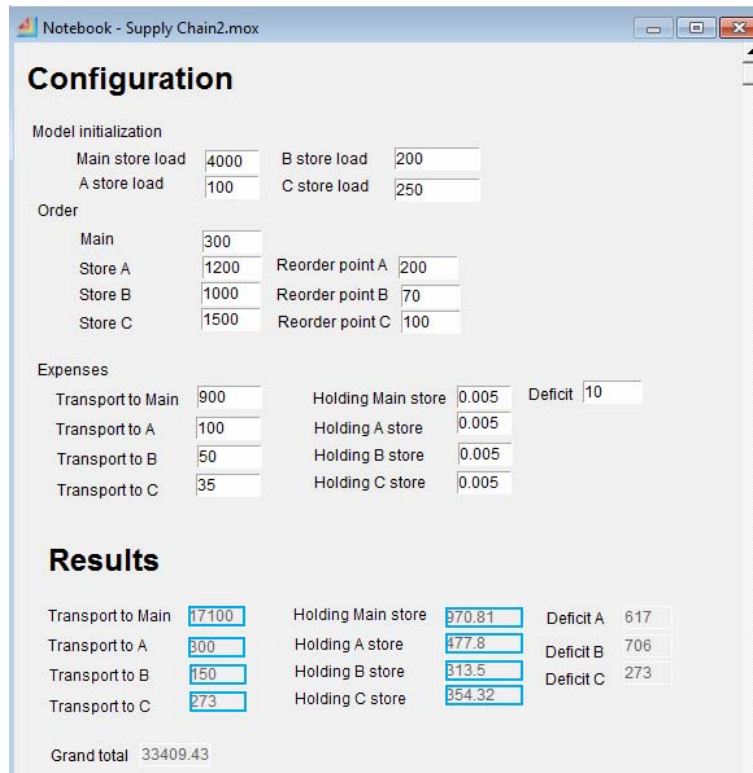 Notebook - Supply Chain2.mox
Configuration
Model initialization
Main store load 4000 B store load 200
A store load 100 C store load 250
Order
Main 300
Store A 1200 Reorder point A 200
Store B 1000 Reorder point B 70
Store C 1500 Reorder point C 100
Expenses
Transport to Main 900 Holding Main store 0.005 Deficit 10
Transport to A 100 Holding A store 0.005
Transport to B 50 Holding B store 0.005
Transport to C 35 Holding C store 0.005
Results
Transport to Main 17100 Holding Main store 970.81 Deficit A 617
Transport to A 300 Holding A store 477.8 Deficit B 706
Transport to B 150 Holding B store 313.5 Deficit C 273
Transport to C 273 Holding C store 354.32
Grand total 33409.43